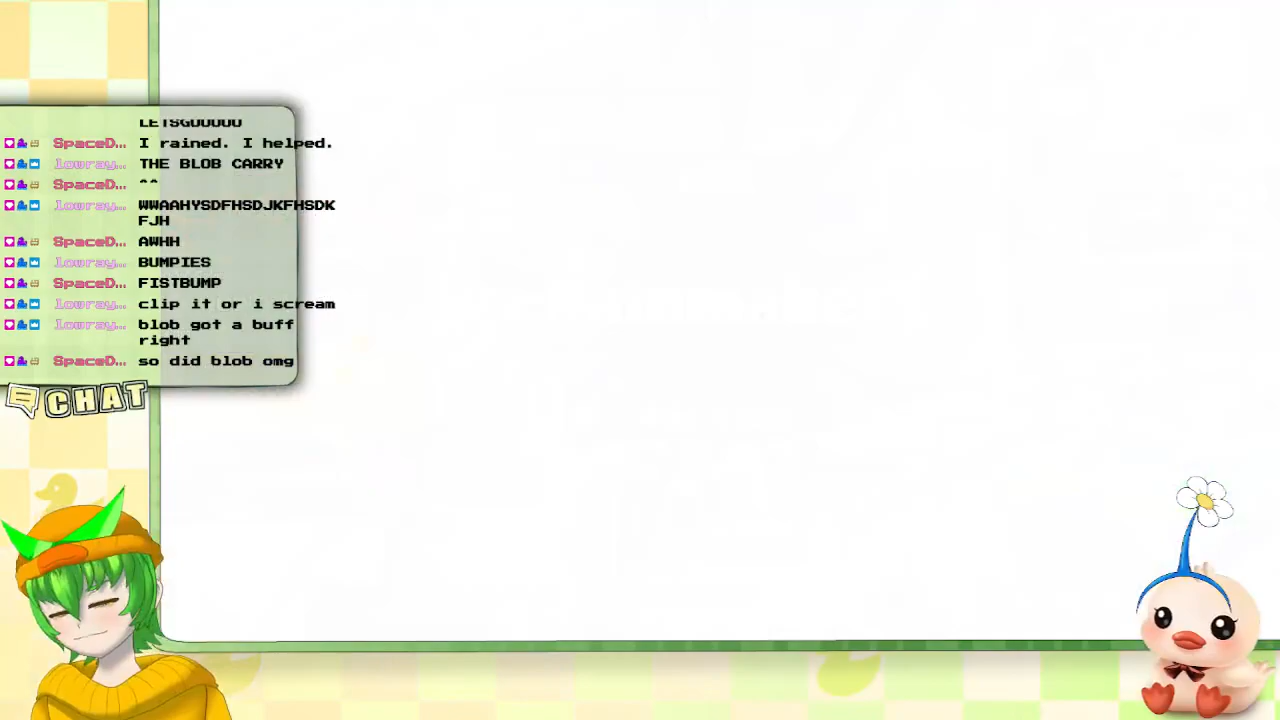 LETSGOOOOO
SpaceD... I rained. I helped.
lowray... THE BLOB CARRY
SpaceD... ^^
lowray... WWAAHYSDFHSDJKFHSDK
FJH
SpaceD... AWHH
lowray... BUMPIES
SpaceD... FISTBUMP
lowray... clip it or i scream
lowray... blob got a buff
right
SpaceD... so did blob omg
CHAT